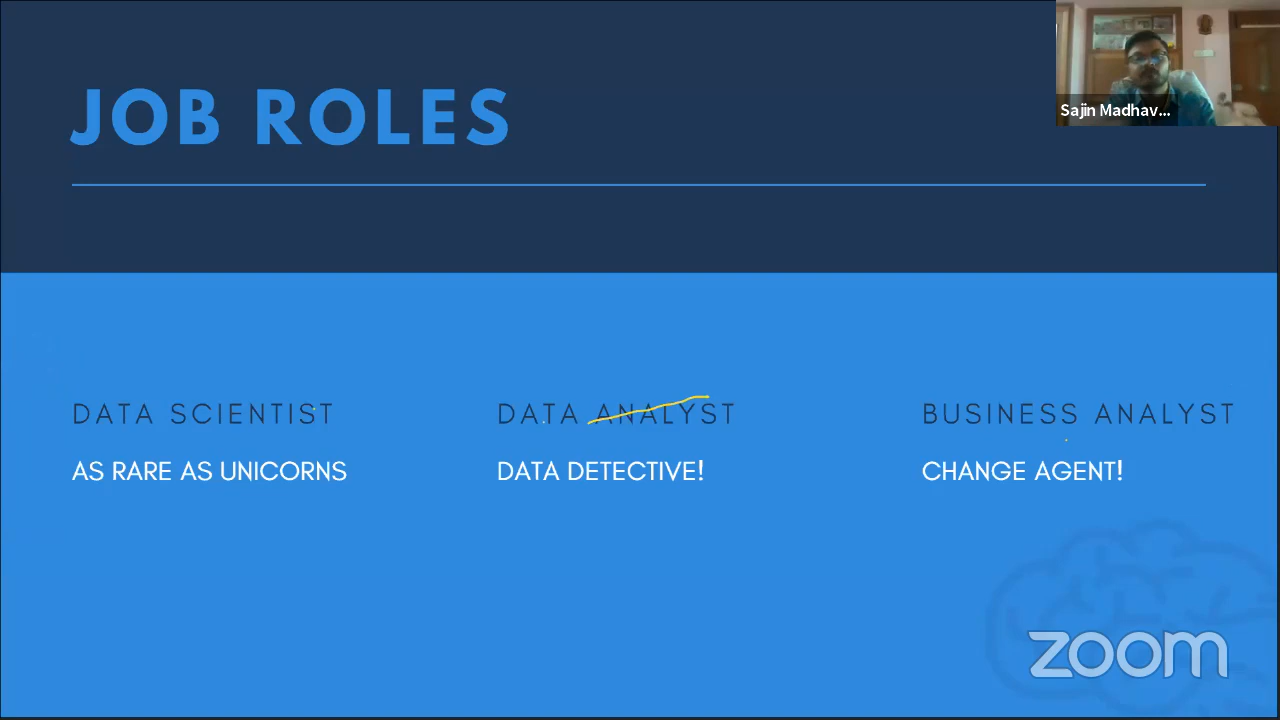 JOB ROLES
Sajin Madhav...
DATA SCIENTIST
AS RARE AS UNICORNS
DATA ANALYST
DATA DETECTIVE!
BUSINESS ANALYST
CHANGE AGENT!
zoom